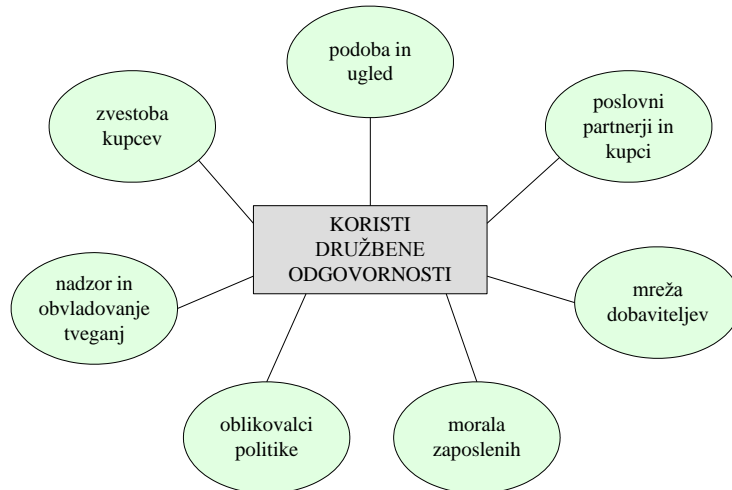 podoba in
ugled
zvestoba
kupcev
poslovni
partnerji in
kupci
KORISTI
DRUŽBENE
ODGOVORNOSTI
nadzor in
obvladovanje
tveganj
mreža
dobaviteljev
oblikovalci
politike
morala
zaposlenih